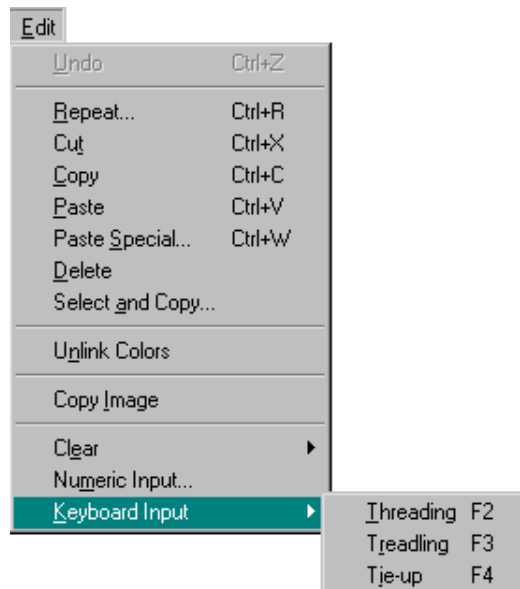 Edit
Undo Ctrl+Z
Repeat... Ctrl+R
Cut Ctrl+X
Copy Ctrl+C
Paste Ctrl+V
Paste Special... Ctrl+W
Delete
Select and Copy...
Unlink Colors
Copy Image
Clear
Numeric Input...
Keyboard Input
Threading F2
Treadling F3
Tie-up F4